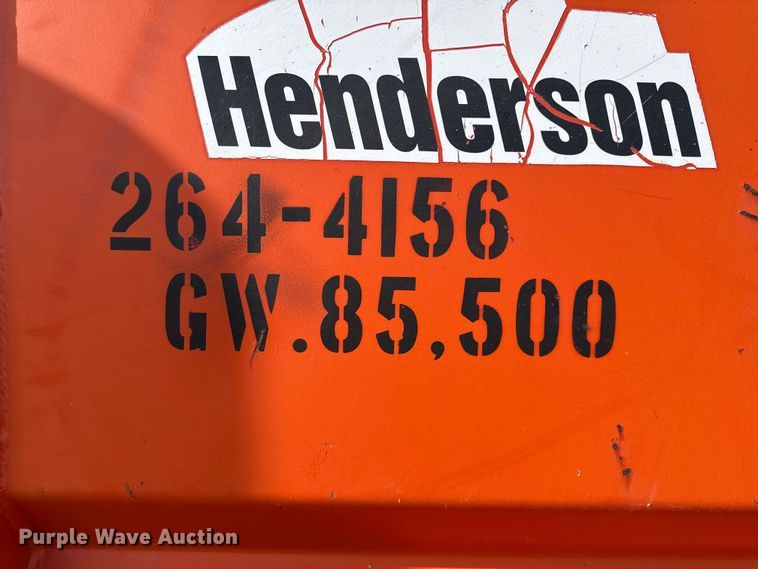 Henderson
264-4156
GW.85,500
Purple Wave Auction